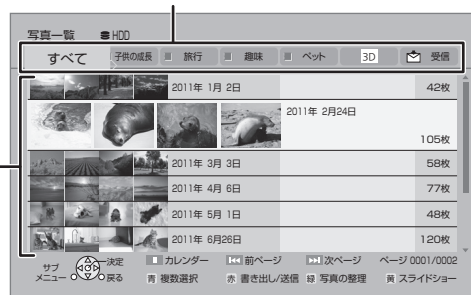 写真一覧 HDD
すべて 子供の成長 旅行 趣味 ペット 3D 受信
2011年 1月 2日 42枚
2011年 2月24日
105枚
2011年 3月 3日 58枚
2011年 4月 6日 77枚
2011年 5月 1日 48枚
2011年 6月26日 120枚
サブメニュー 決定 戻る カレンダー 前ページ 次ページ ページ 0001/0002
青 複数選択 赤 書き出し/送信 緑 写真の整理 黄 スライドショー